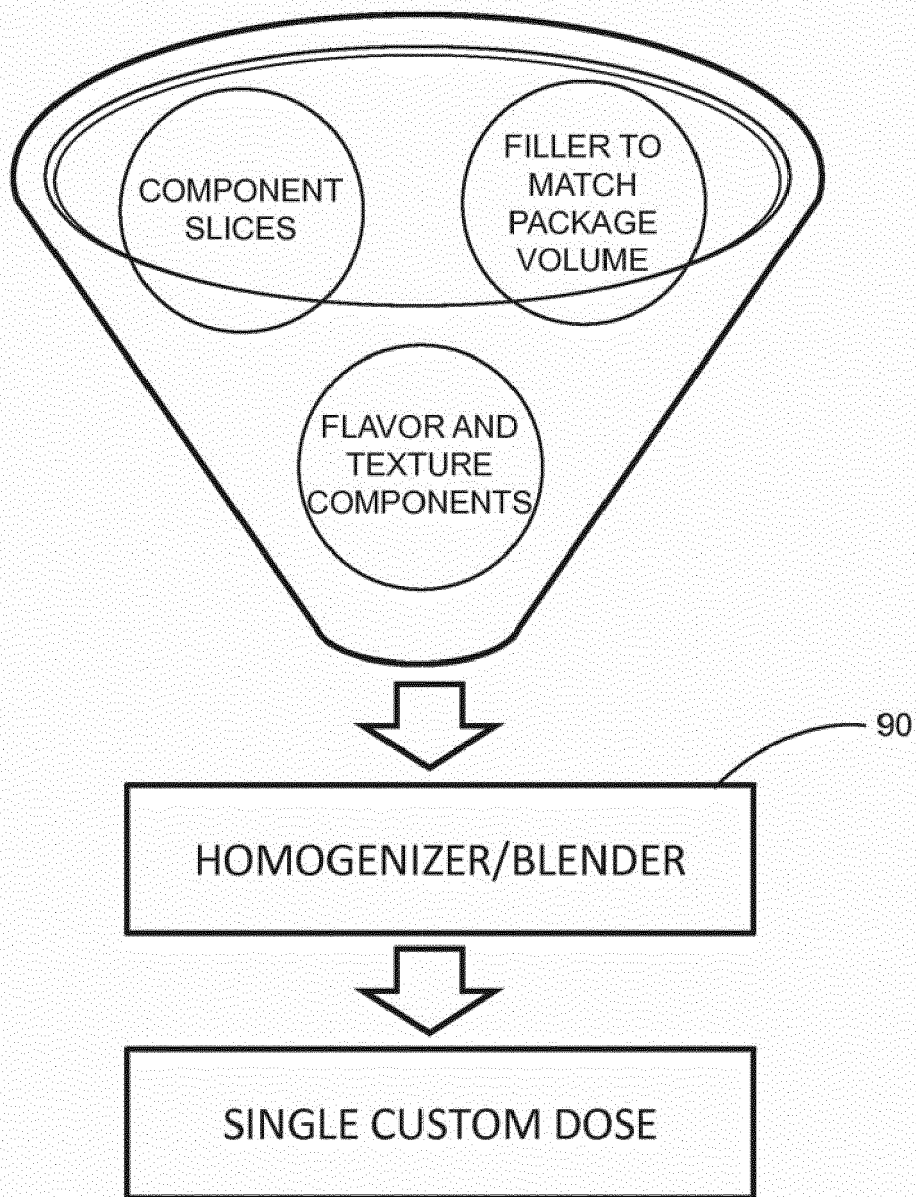 COMPONENT
SLICES
FILLER TO
MATCH
PACKAGE
VOLUME
FLAVOR AND
TEXTURE
COMPONENTS
90
HOMOGENIZER/BLENDER
SINGLE CUSTOM DOSE